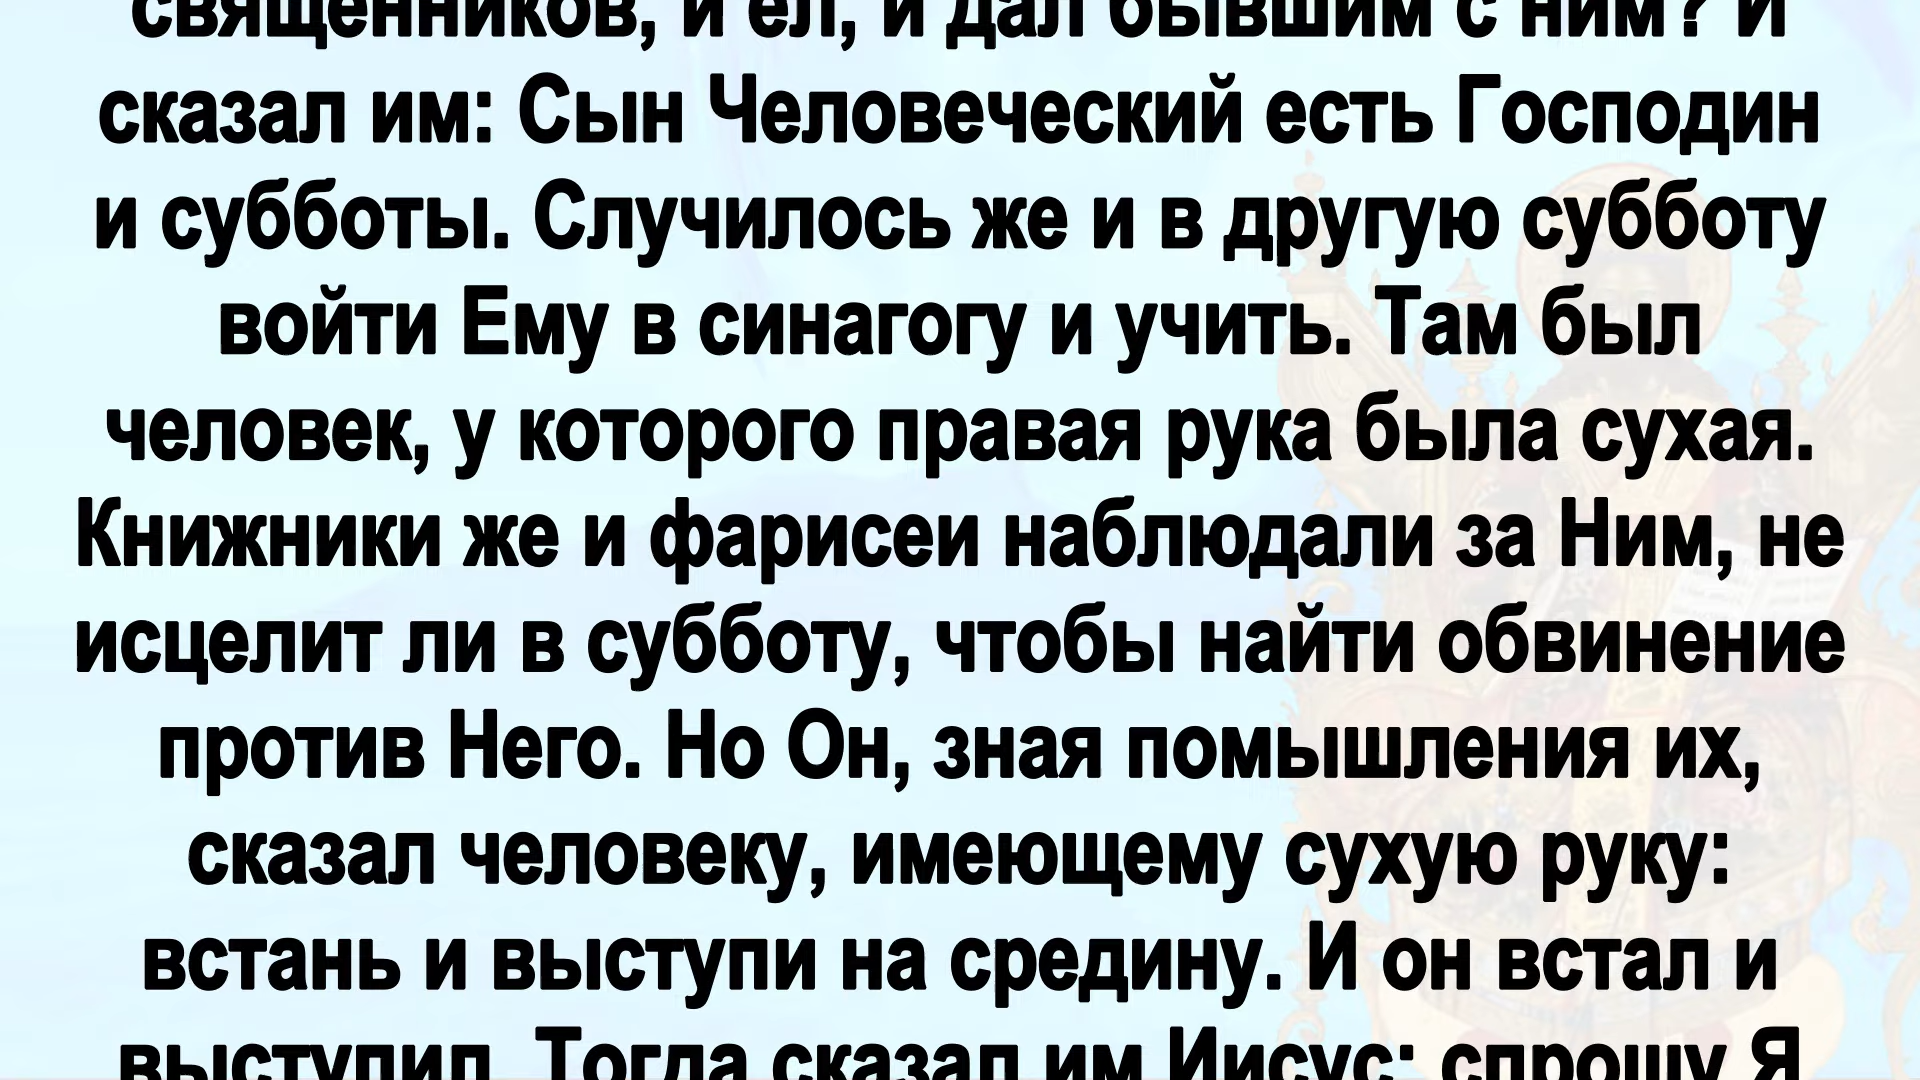 священников, и ел, и дал бывшим с ним? И
сказал им: Сын Человеческий есть Господин
и субботы. Случилось же и в другую субботу
войти Ему в синагогу и учить. Там был
человек, у которого правая рука была сухая.
Книжники же и фарисеи наблюдали за Ним, не
исцелит ли в субботу, чтобы найти обвинение
против Него. Но Он, зная помышления их,
сказал человеку, имеющему сухую руку:
встань и выступи на средину. И он встал и
выступил. Тогда сказал им Иисус: спрошу Я